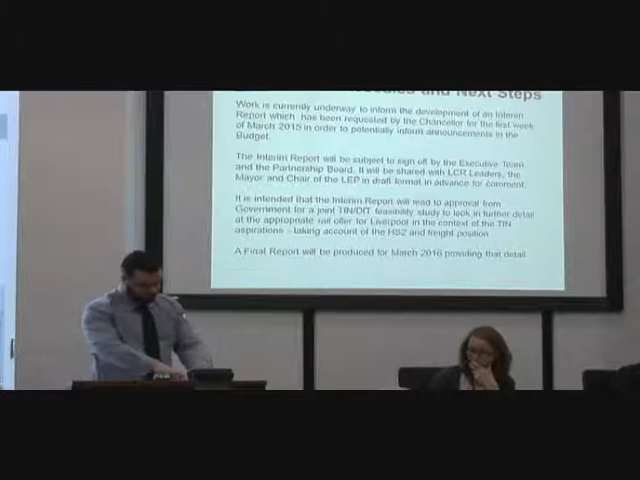 and Next Steps
Work is currently underway to inform the development of an Interim
Report which has been requested by the Chancellor for the first week
of March 2015 in order to potentially inform announcements in the
Budget.
The Interim Report will be subject to sign off by the Executive Team
and the Partnership Board. It will be shared with LCR Leaders, the
Mayor and Chair of the LEP in draft format in advance for comment.
It is intended that the Interim Report will lead to approval from
Government for a joint TfN/DfT feasibility study to look in further detail
at the appropriate rail offer for Liverpool in the context of the TfN
aspirations - taking account of the HS2 and freight position
A Final Report will be produced for March 2016 providing that detail